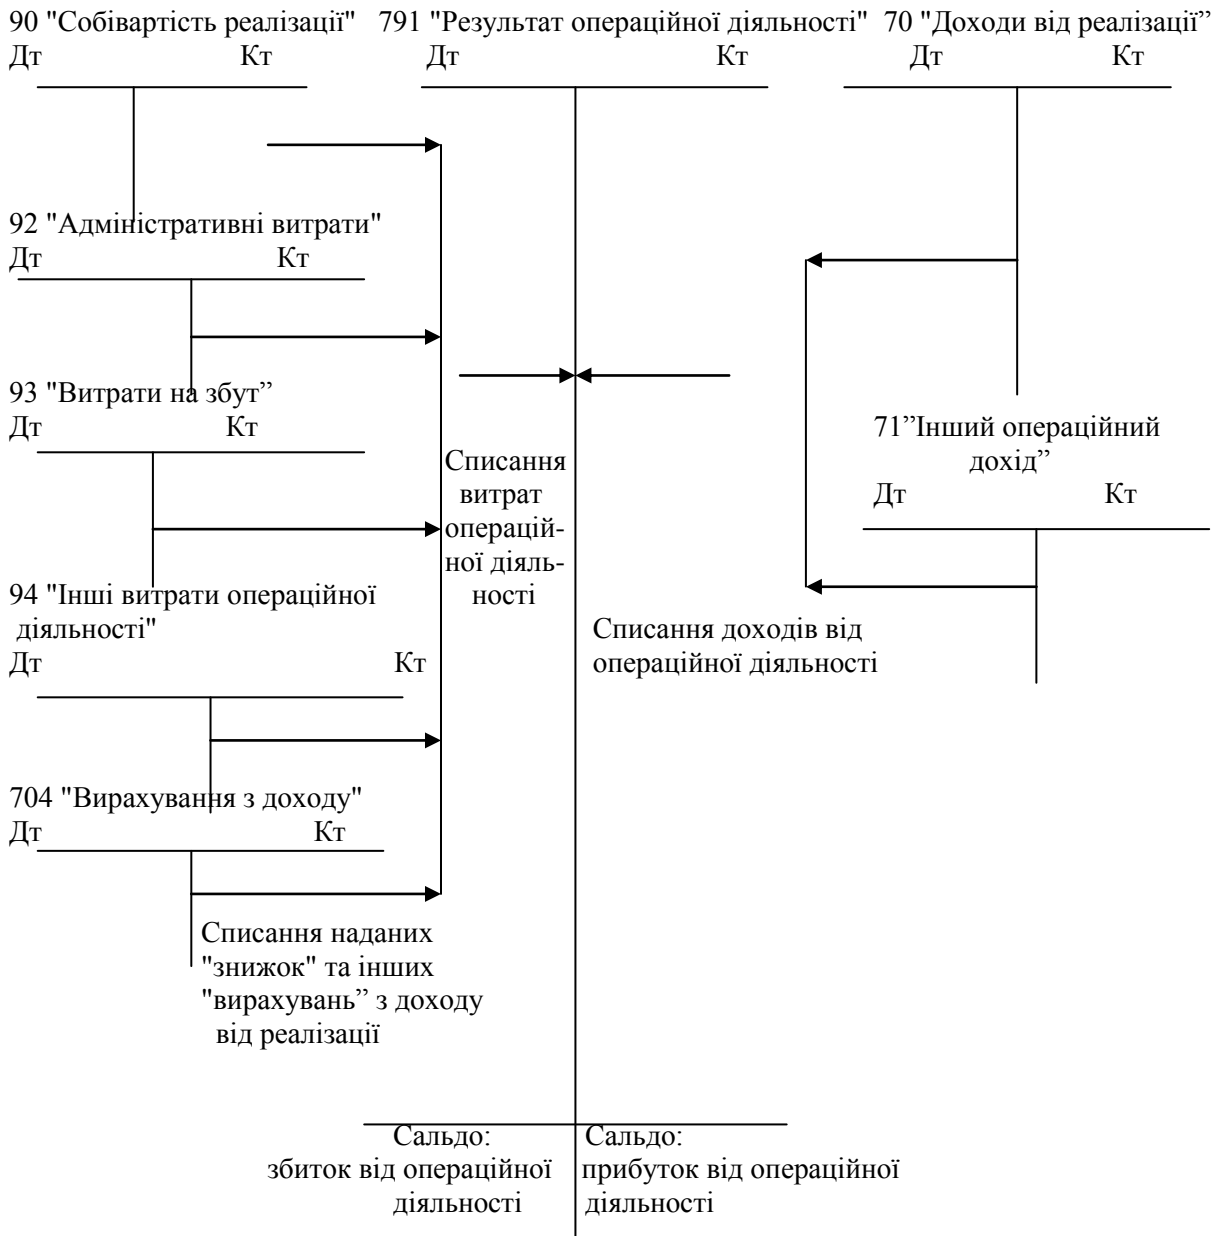 90 "Собівартість реалізації" 791 "Результат операційної діяльності" 70 "Доходи від реалізації”
Дт Кт Дт Кт Дт Кт
92 "Адміністративні витрати"
Дт Кт
93 "Витрати на збут”
Дт Кт
94 "Інші витрати операційної
діяльності"
Дт Кт
704 "Вирахування з доходу"
Дт Кт
Списання наданих
"знижок" та інших
"вирахувань” з доходу
від реалізації
Списання
витрат
операцій-
ної діяль-
ності
71”Інший операційний
дохід”
Дт Кт
Списання доходів від
операційної діяльності
Сальдо:
збиток від операційної
діяльності
Сальдо:
прибуток від операційної
діяльності